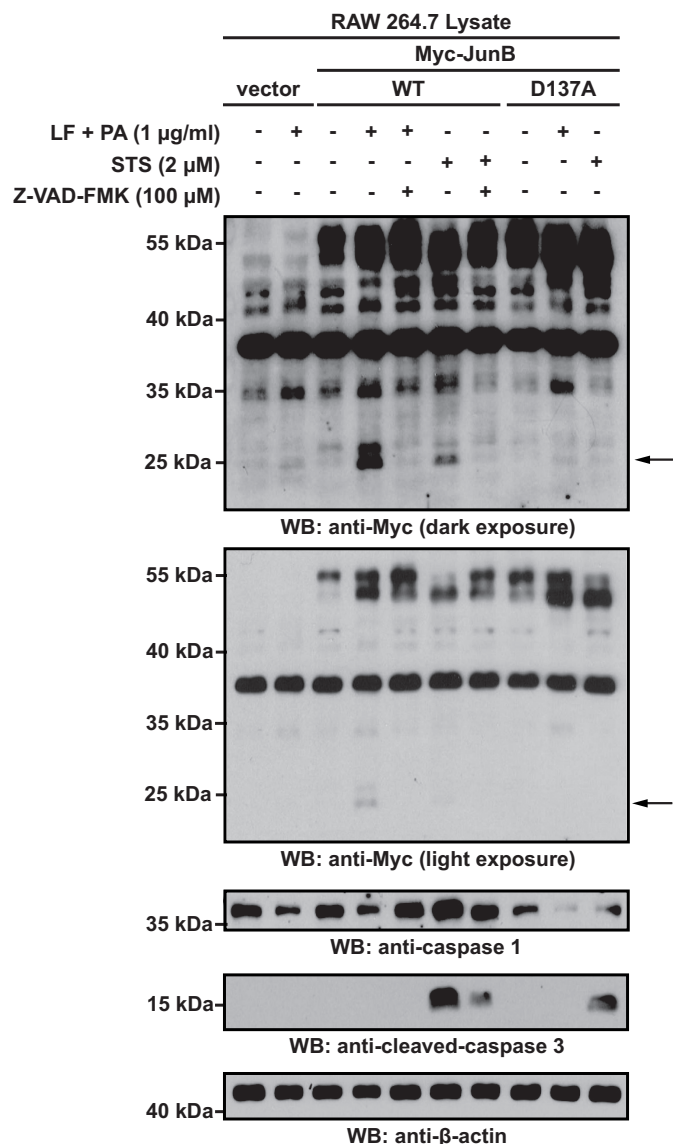 RAW 264.7 Lysate
Myc-JunB
vector WT D137A
LF + PA (1 µg/ml) - + - + + - - - + -
STS (2 µM) - - - - - + + - - +
Z-VAD-FMK (100 µM) - - - - + - + - - -
55 kDa
40 kDa
35 kDa
25 kDa
WB: anti-Myc (dark exposure)
55 kDa
40 kDa
35 kDa
25 kDa
WB: anti-Myc (light exposure)
35 kDa
WB: anti-caspase 1
15 kDa
WB: anti-cleaved-caspase 3
40 kDa
WB: anti-β-actin